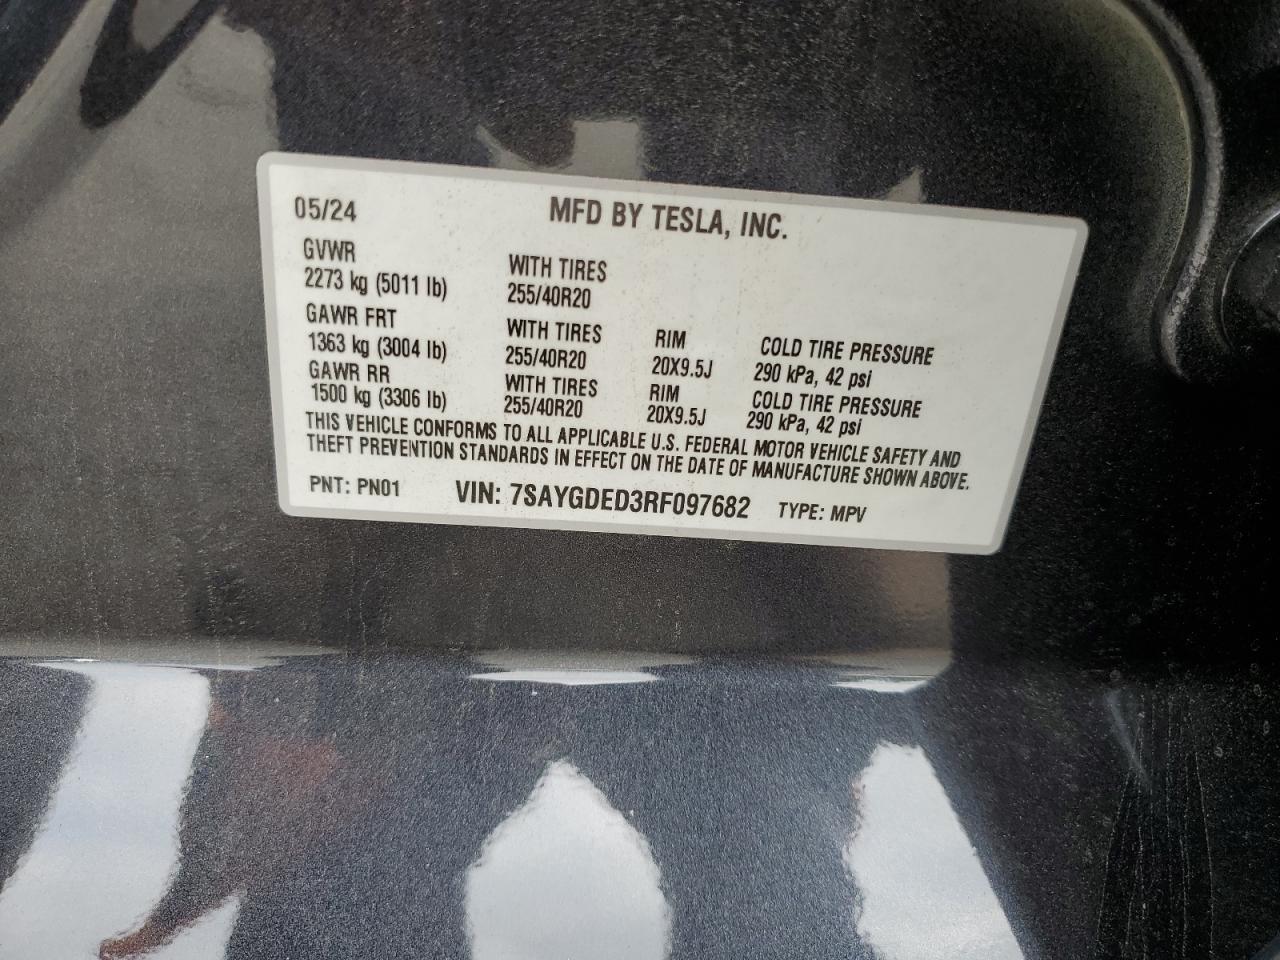 05/24 MFD BY TESLA, INC.
GVWR
2273 kg (5011 lb) WITH TIRES
255/40R20
GAWR FRT WITH TIRES RIM COLD TIRE PRESSURE
1363 kg (3004 lb) 255/40R20 20X9.5J 290 kPa, 42 psi
GAWR RR WITH TIRES RIM COLD TIRE PRESSURE
1500 kg (3306 lb) 255/40R20 20X9.5J 290 kPa, 42 psi
THIS VEHICLE CONFORMS TO ALL APPLICABLE U.S. FEDERAL MOTOR VEHICLE SAFETY AND
THEFT PREVENTION STANDARDS IN EFFECT ON THE DATE OF MANUFACTURE SHOWN ABOVE.
PNT: PN01 VIN: 7SAYGDED3RF097682 TYPE: MPV